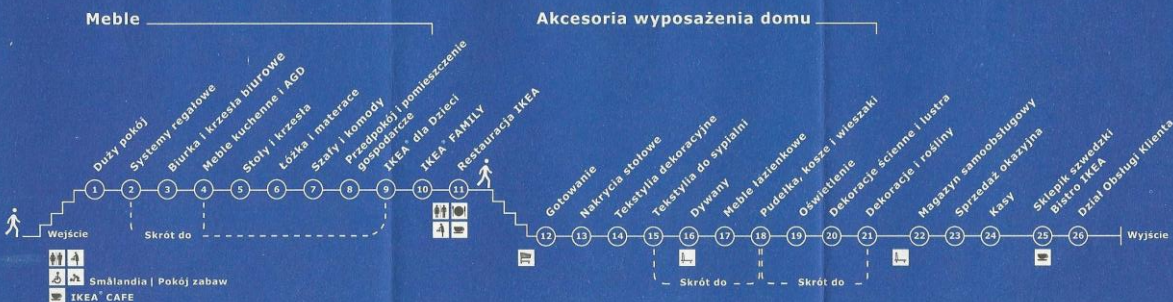 Meble
Akcesoria wyposażenia domu
Duży pokój
Systemy regałowe
Biurka i krzesła biurowe
Meble kuchenne i AGD
Stoły i krzesła
Łóżka i materace
Szafy i komody
Przedpokój i pomieszczenie
gospodarcze
IKEA® dla Dzieci
IKEA® FAMILY
Restauracja IKEA
1 2 3 4 5 6 7 8 9 10 11
Wejście
Skrót do
Smålandia | Pokój zabaw
IKEA® CAFE
Gotowanie
Nakrycia stołowe
Tekstylia dekoracyjne
Tekstylia do sypialni
Dywany
Meble łazienkowe
Pudełka, kosze i wieszaki
Oświetlenie
Dekoracje ścienne i lustra
Dekoracje i rośliny
Magazyn samoobsługowy
Sprzedaż okazyjna
Kasy
Sklepik szwedzki
Bistro IKEA
Dział Obsługi Klienta
12 13 14 15 16 17 18 19 20 21 22 23 24 25 26
Wyjście
Skrót do
Skrót do